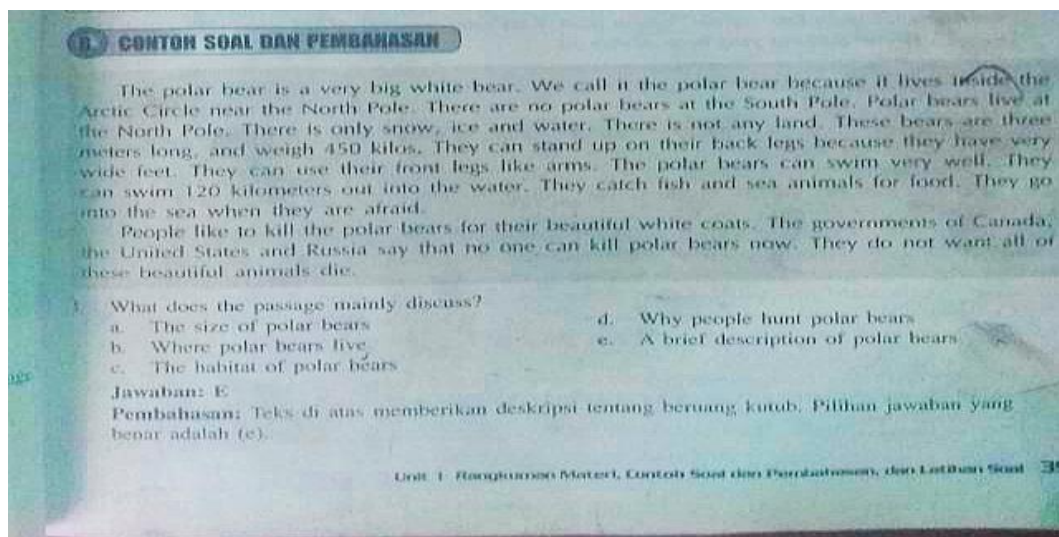 B. CONTOH SOAL DAN PEMBAHASAN
The polar bear is a very big white bear. We call it the polar bear because it lives inside the
Arctic Circle near the North Pole. There are no polar bears at the South Pole. Polar bears live at
the North Pole. There is only snow, ice and water. There is not any land. These bears are three
meters long, and weigh 450 kilos. They can stand up on their back legs because they have very
wide feet. They can use their front legs like arms. The polar bears can swim very well. They
can swim 120 kilometers out into the water. They catch fish and sea animals for food. They go
into the sea when they are afraid.
People like to kill the polar bears for their beautiful white coats. The governments of Canada,
the United States and Russia say that no one can kill polar bears now. They do not want all of
these beautiful animals die.
What does the passage mainly discuss?
a. The size of polar bears
b. Where polar bears live
c. The habitat of polar bears
d. Why people hunt polar bears
e. A brief description of polar bears
Jawaban: E
Pembahasan: Teks di atas memberikan deskripsi tentang beruang kutub. Pilihan jawaban yang
benar adalah (e).
Unit 1 Rangkuman Materi, Contoh Soal dan Pembahasan, dan Latihan Soal